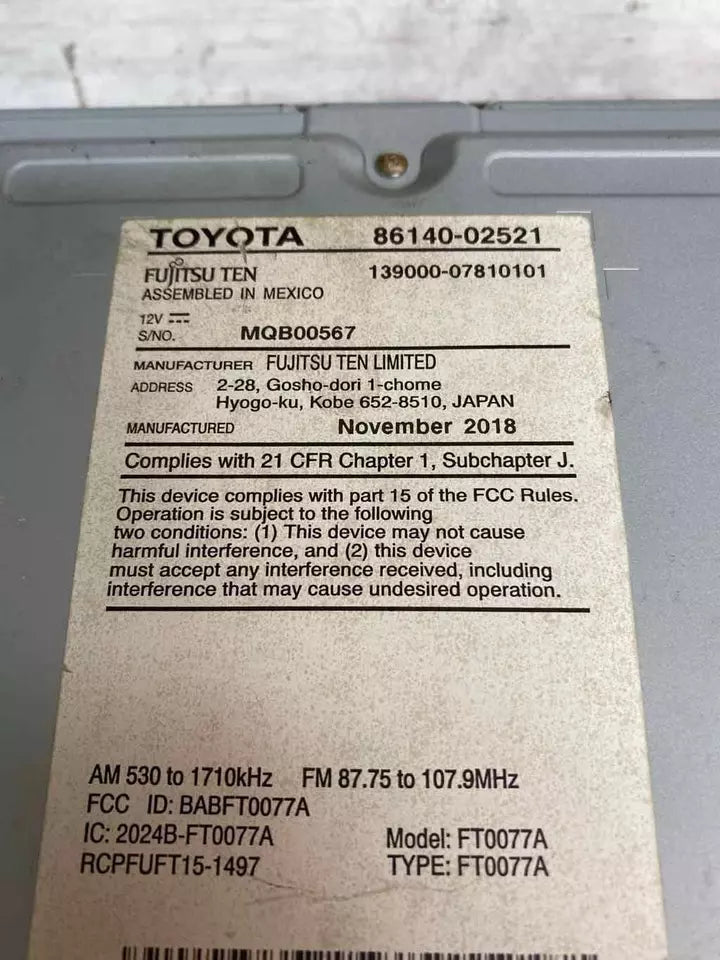 TOYOTA 86140-02521
FUJITSU TEN 139000-07810101
ASSEMBLED IN MEXICO
12V
S/NO. MQB00567
MANUFACTURER FUJITSU TEN LIMITED
ADDRESS 2-28, Gosho-dori 1-chome
Hyogo-ku, Kobe 652-8510, JAPAN
MANUFACTURED November 2018
Complies with 21 CFR Chapter 1, Subchapter J.
This device complies with part 15 of the FCC Rules.
Operation is subject to the following
two conditions: (1) This device may not cause
harmful interference, and (2) this device
must accept any interference received, including
interference that may cause undesired operation.
AM 530 to 1710kHz FM 87.75 to 107.9MHz
FCC ID: BABFT0077A
IC: 2024B-FT0077A Model: FT0077A
RCPFUFT15-1497 TYPE: FT0077A